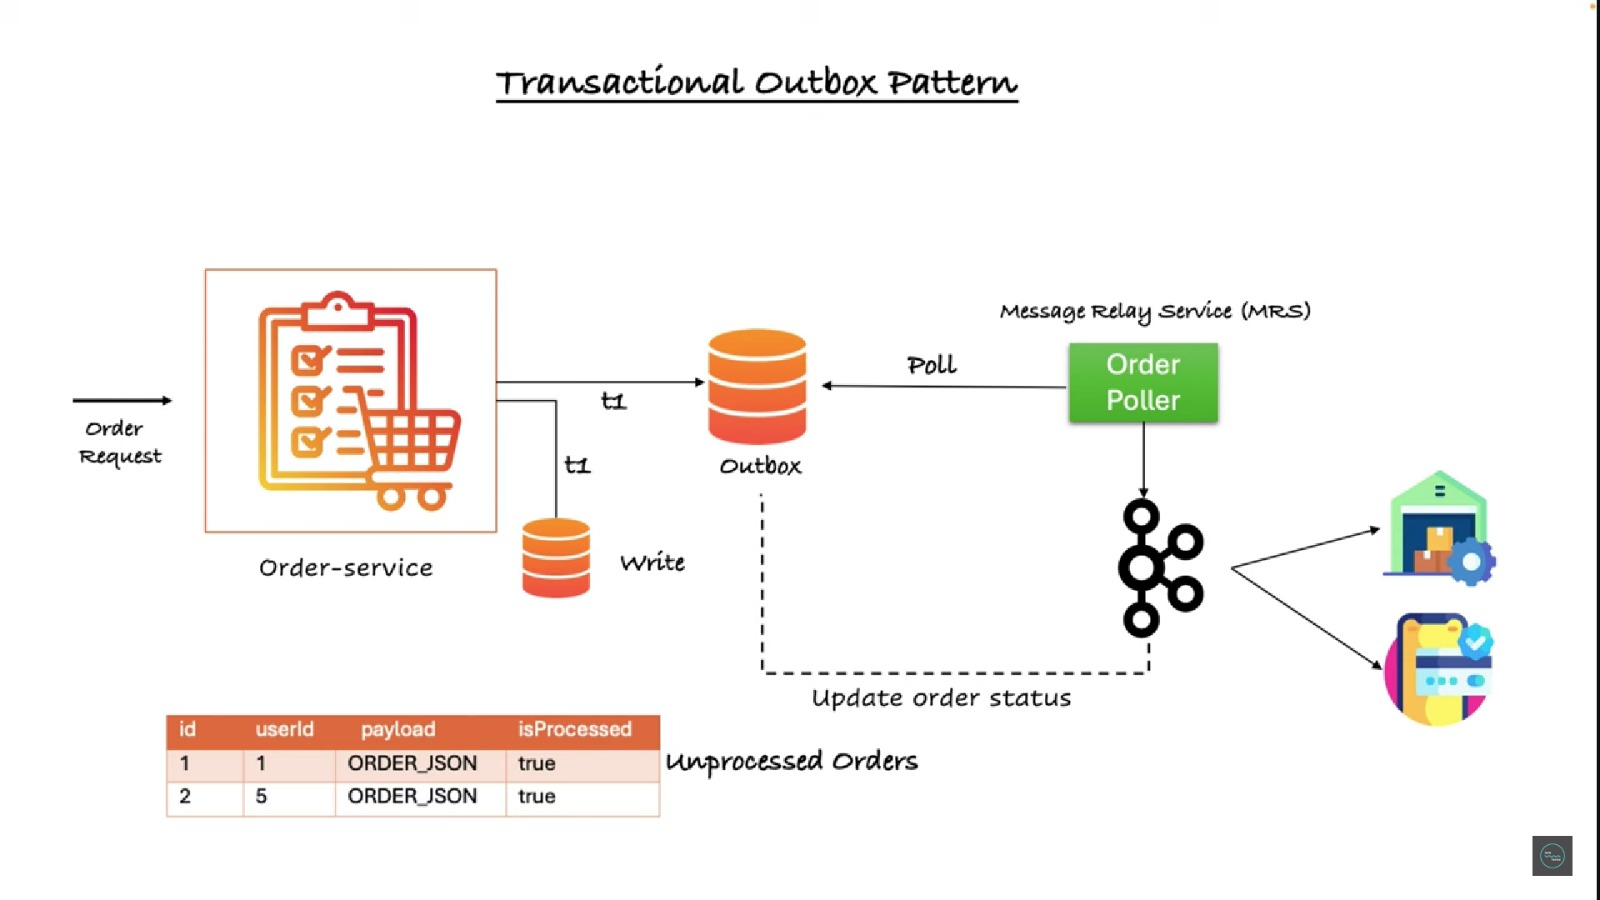 Transactional Outbox Pattern
Message Relay Service (MRS)
Order
Poller
Poll
t1
Order
Request
t1
Outbox
Order-service
Write
Update order status
id userId payload isProcessed
1 1 ORDER_JSON true
2 5 ORDER_JSON true
Unprocessed Orders